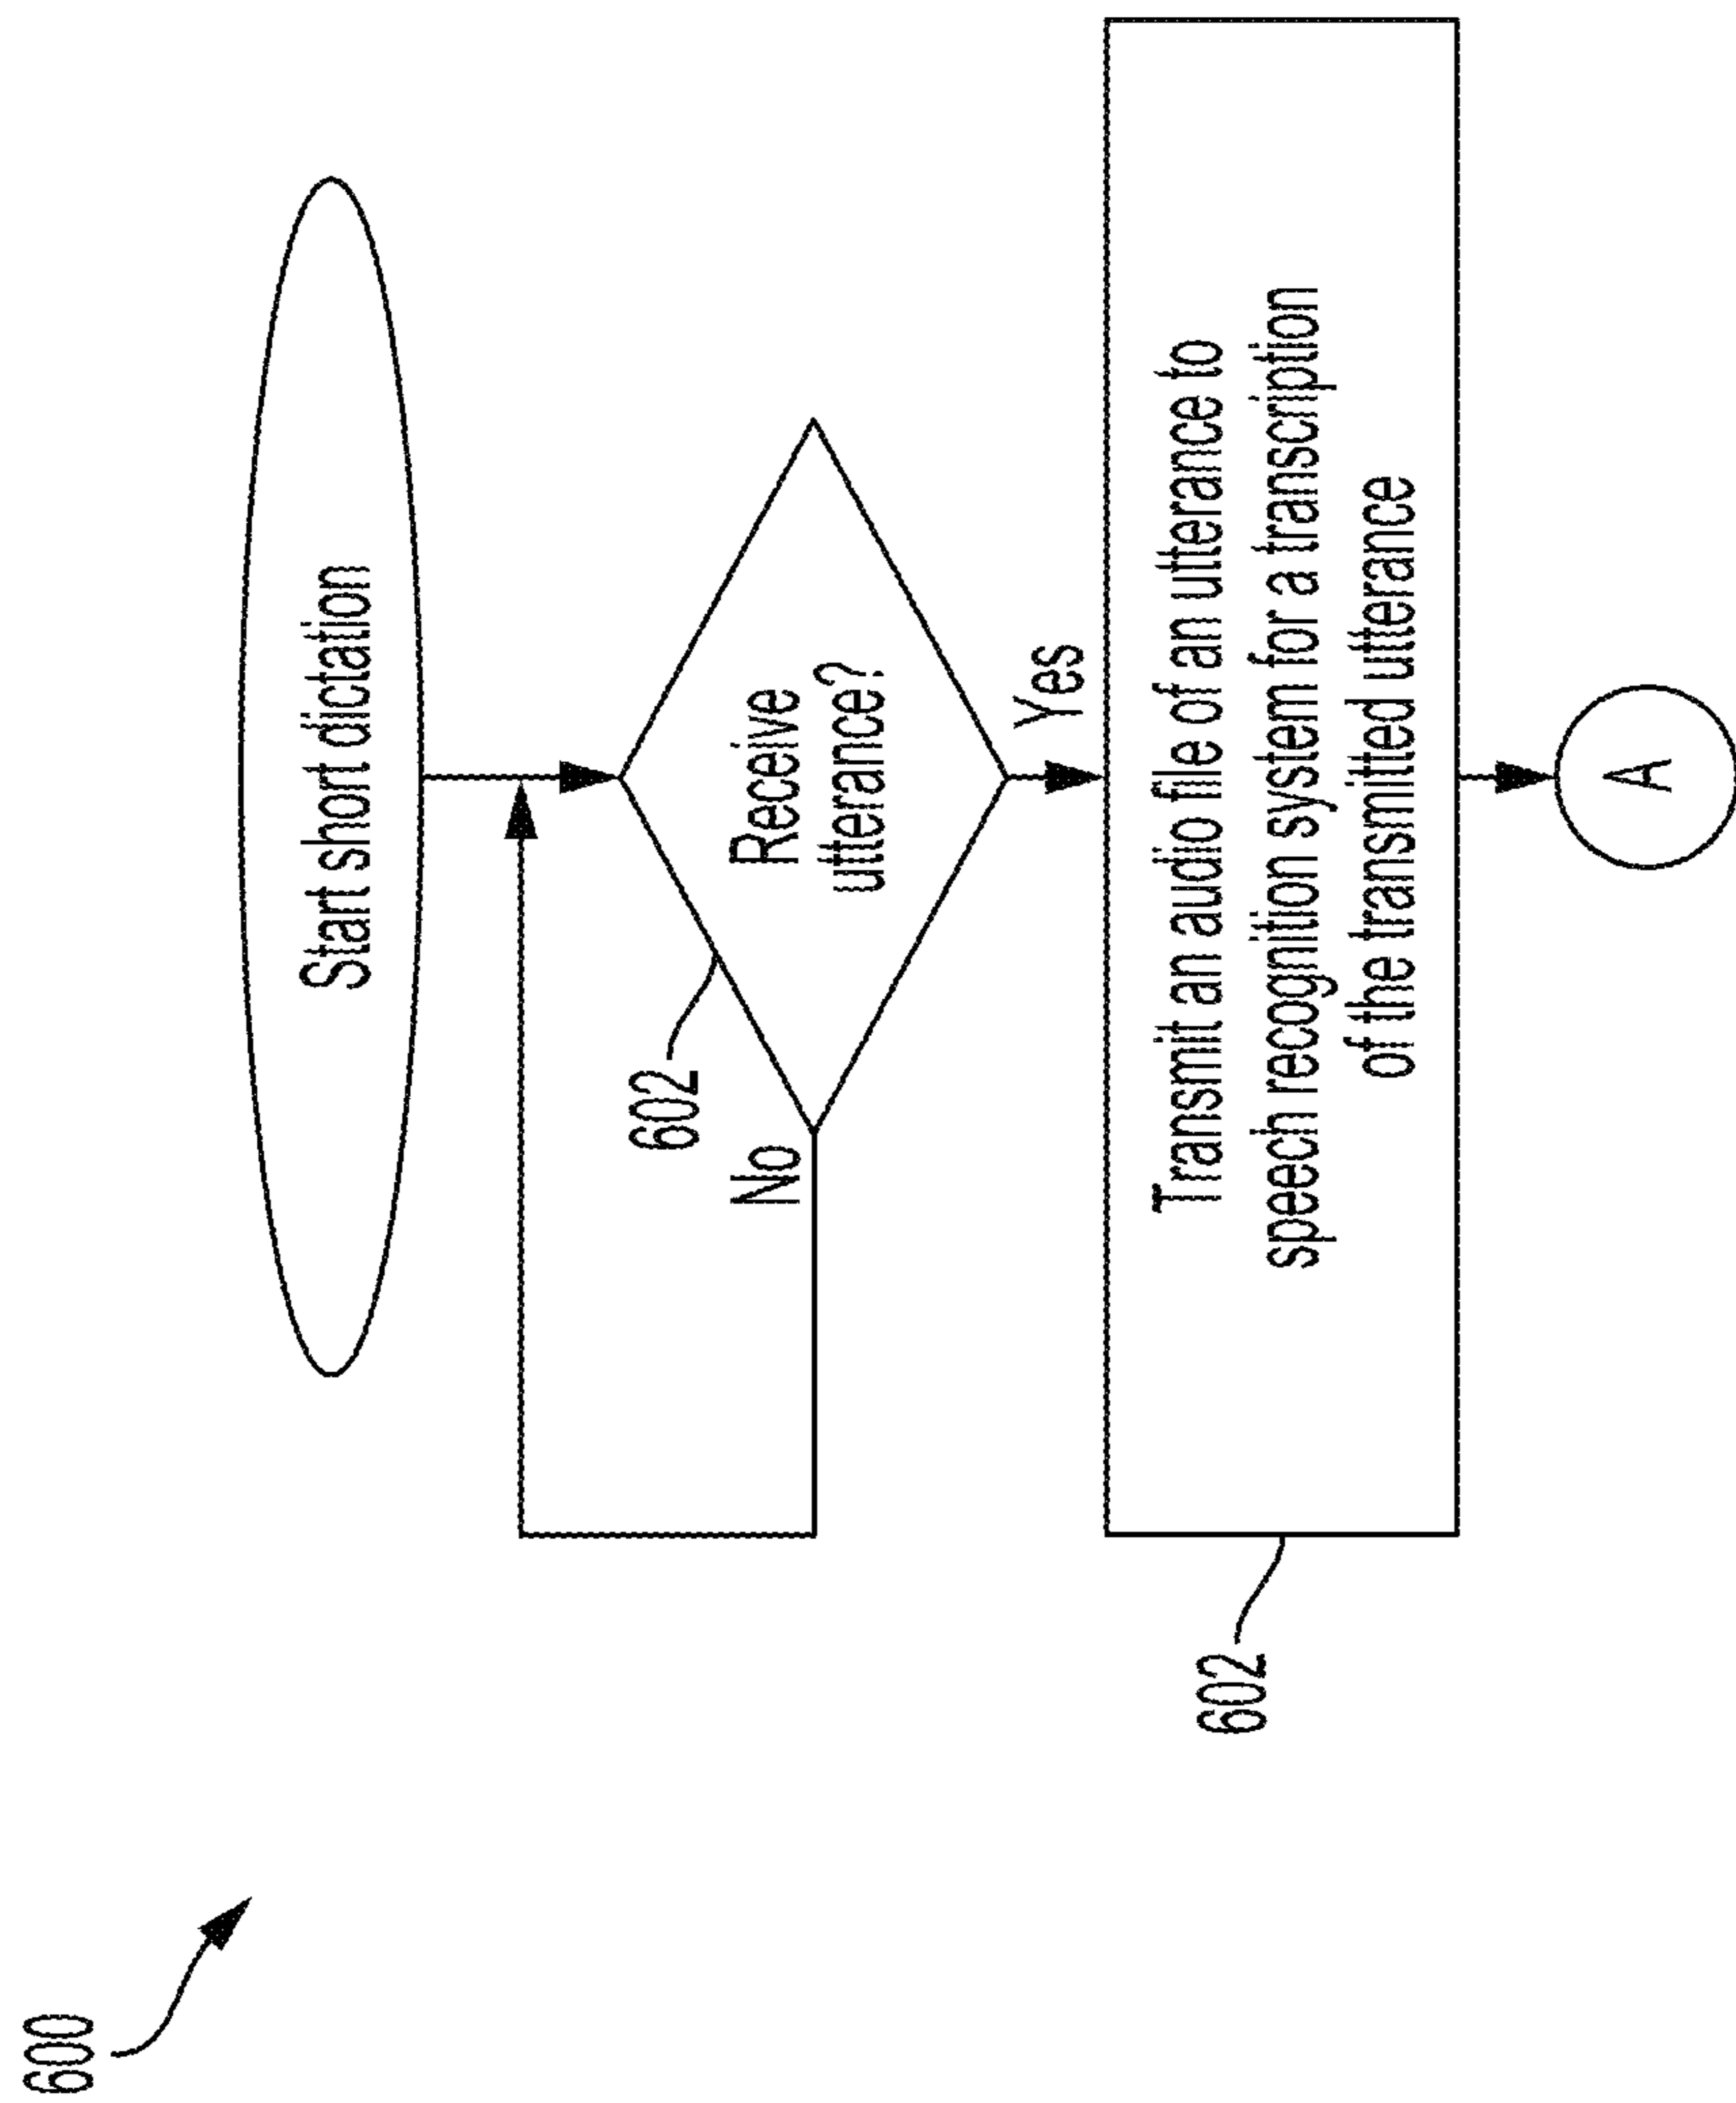 600
Start short dictation
602
Receive
utterance?
No
Yes
602
Transmit an audio file of an utterance to
speech recognition system for a transcription
of the transmitted utterance
A